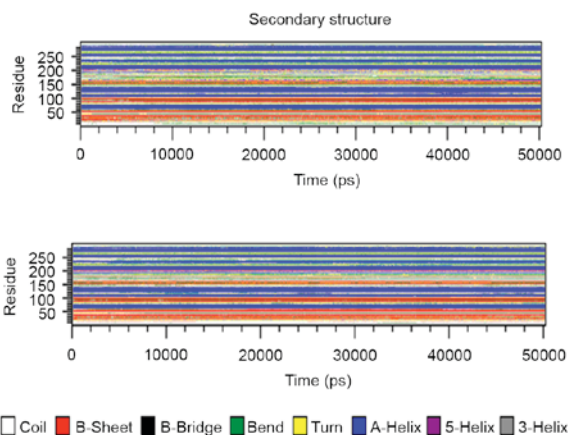 Secondary structure
Residue
250
200
150
100
50
0 10000 20000 30000 40000 50000
Time (ps)
Residue
250
200
150
100
50
0 10000 20000 30000 40000 50000
Time (ps)
Coil B-Sheet B-Bridge Bend Turn A-Helix 5-Helix 3-Helix